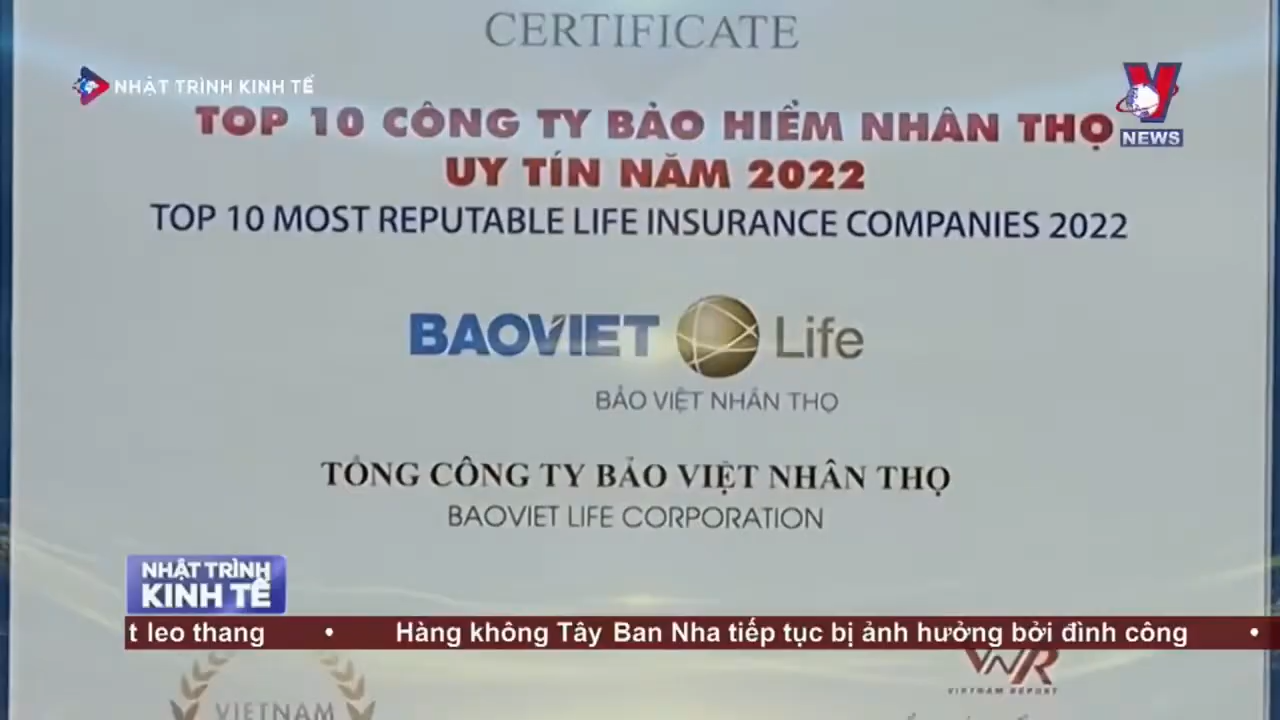 CERTIFICATE
NHẬT TRÌNH KINH TẾ
TOP 10 CÔNG TY BẢO HIỂM NHÂN THỌ
UY TÍN NĂM 2022
NEWS
TOP 10 MOST REPUTABLE LIFE INSURANCE COMPANIES 2022
BAOVIET Life
BẢO VIỆT NHÂN THỌ
TỔNG CÔNG TY BẢO VIỆT NHÂN THỌ
BAOVIET LIFE CORPORATION
NHẬT TRÌNH
KINH TẾ
t leo thang • Hàng không Tây Ban Nha tiếp tục bị ảnh hưởng bởi đình công •
VNR
VIETNAM REPORT
VIETNAM